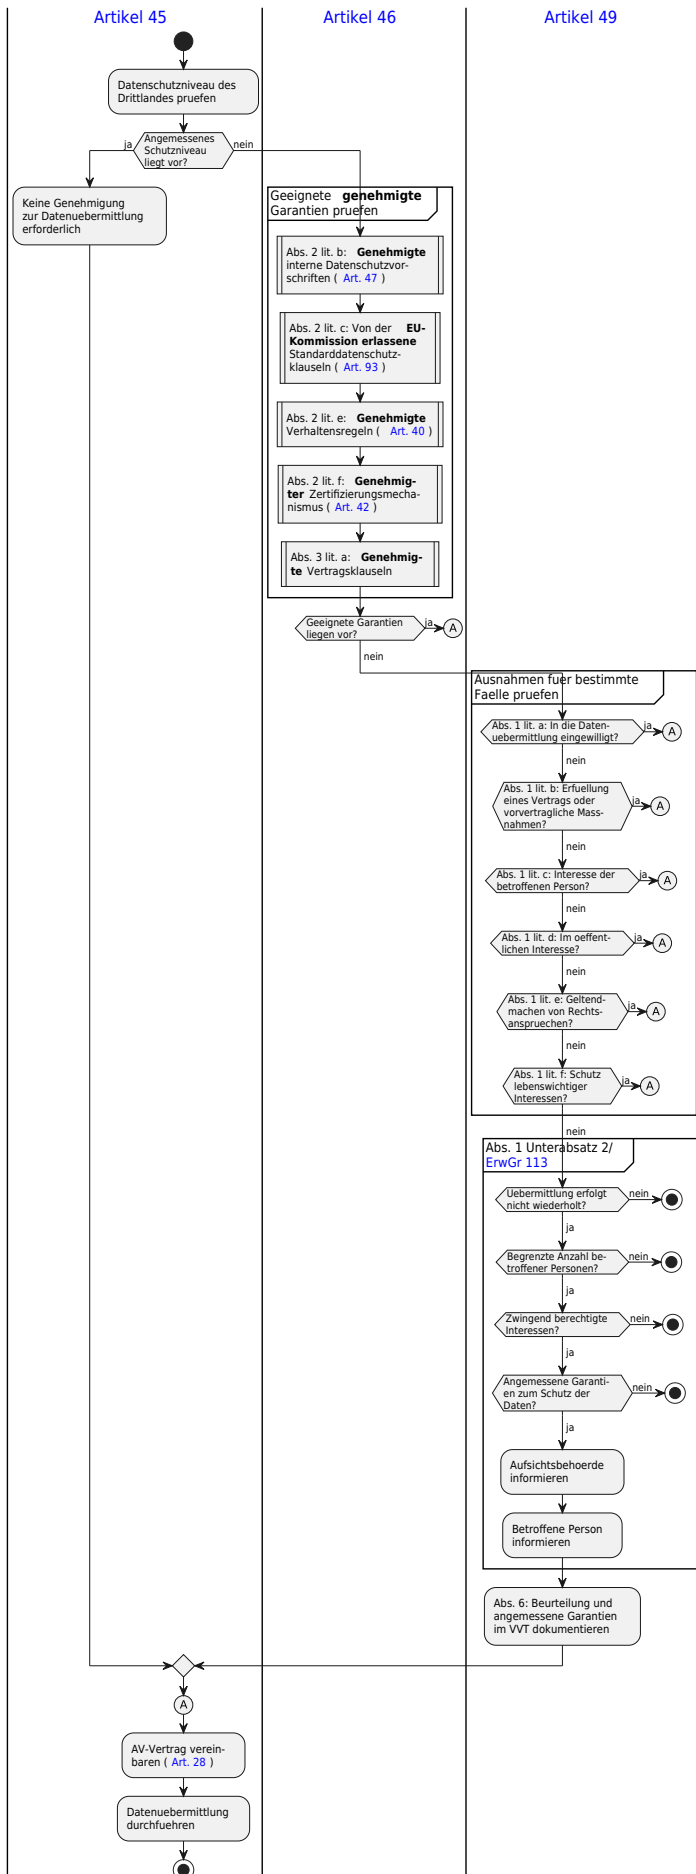 Artikel 45
Artikel 46
Artikel 49
Datenschutzniveau des
Drittlandes pruefen
Angemessenes
Schutzniveau
liegt vor?
ja
nein
Keine Genehmigung
zur Datenuebermittlung
erforderlich
Geeignete genehmigte
Garantien pruefen
Abs. 2 lit. b: Genehmigte
interne Datenschutzvor-
schriften ( Art. 47 )
Abs. 2 lit. c: Von der EU-
Kommission erlassene
Standarddatenschutz-
klauseln ( Art. 93 )
Abs. 2 lit. e: Genehmigte
Verhaltensregeln ( Art. 40 )
Abs. 2 lit. f: Genehmig-
ter Zertifizierungsmecha-
nismus ( Art. 42 )
Abs. 3 lit. a: Genehmig-
te Vertragsklauseln
Geeignete Garantien
liegen vor?
ja
A
nein
Ausnahmen fuer bestimmte
Faelle pruefen
Abs. 1 lit. a: In die Daten-
uebermittlung eingewilligt?
ja
A
nein
Abs. 1 lit. b: Erfuellung
eines Vertrags oder
vorvertragliche Mass-
nahmen?
ja
A
nein
Abs. 1 lit. c: Interesse der
betroffenen Person?
ja
A
nein
Abs. 1 lit. d: Im oeffent-
lichen Interesse?
ja
A
nein
Abs. 1 lit. e: Geltend-
machen von Rechts-
anspruechen?
ja
A
nein
Abs. 1 lit. f: Schutz
lebenswichtiger
Interessen?
ja
A
nein
Abs. 1 Unterabsatz 2/
ErwGr 113
Uebermittlung erfolgt
nicht wiederholt?
nein
ja
Begrenzte Anzahl be-
troffener Personen?
nein
ja
Zwingend berechtigte
Interessen?
nein
ja
Angemessene Garanti-
en zum Schutz der
Daten?
nein
ja
Aufsichtsbehoerde
informieren
Betroffene Person
informieren
Abs. 6: Beurteilung und
angemessene Garantien
im VVT dokumentieren
A
AV-Vertrag verein-
baren ( Art. 28 )
Datenuebermittlung
durchfuehren